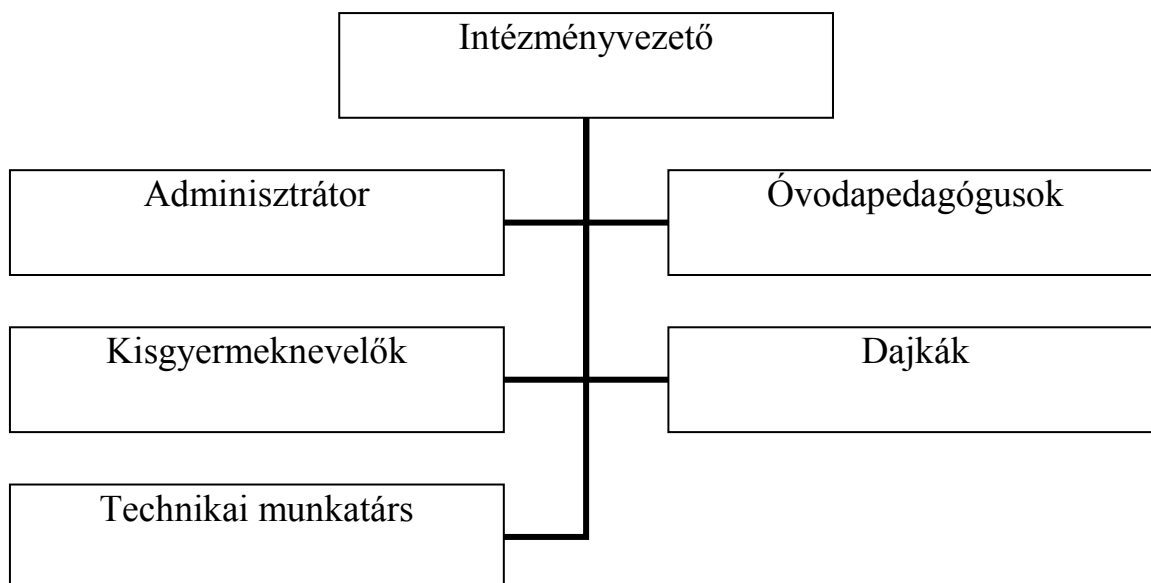 Intézményvezető
Adminisztrátor
Óvodapedagógusok
Kisgyermeknevelők
Dajkák
Technikai munkatárs